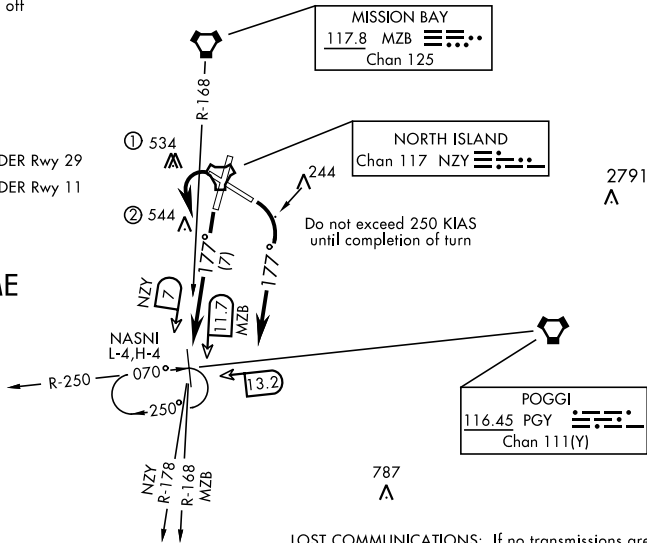 off
MISSION BAY
117.8 MZB
Chan 125
R-168
① 534
DER Rwy 29
DER Rwy 11
NORTH ISLAND
Chan 117 NZY
244
2791
② 544
Do not exceed 250 KIAS
until completion of turn
177°
(7)
177°
ME
NZY
7
11.7
MZB
NASNI
L-4,H-4
070°
13.2
R-250
250°
POGGI
116.45 PGY
Chan 111(Y)
NZY
R-178
R-168
MZB
787
LOST COMMUNICATIONS: If no transmissions are